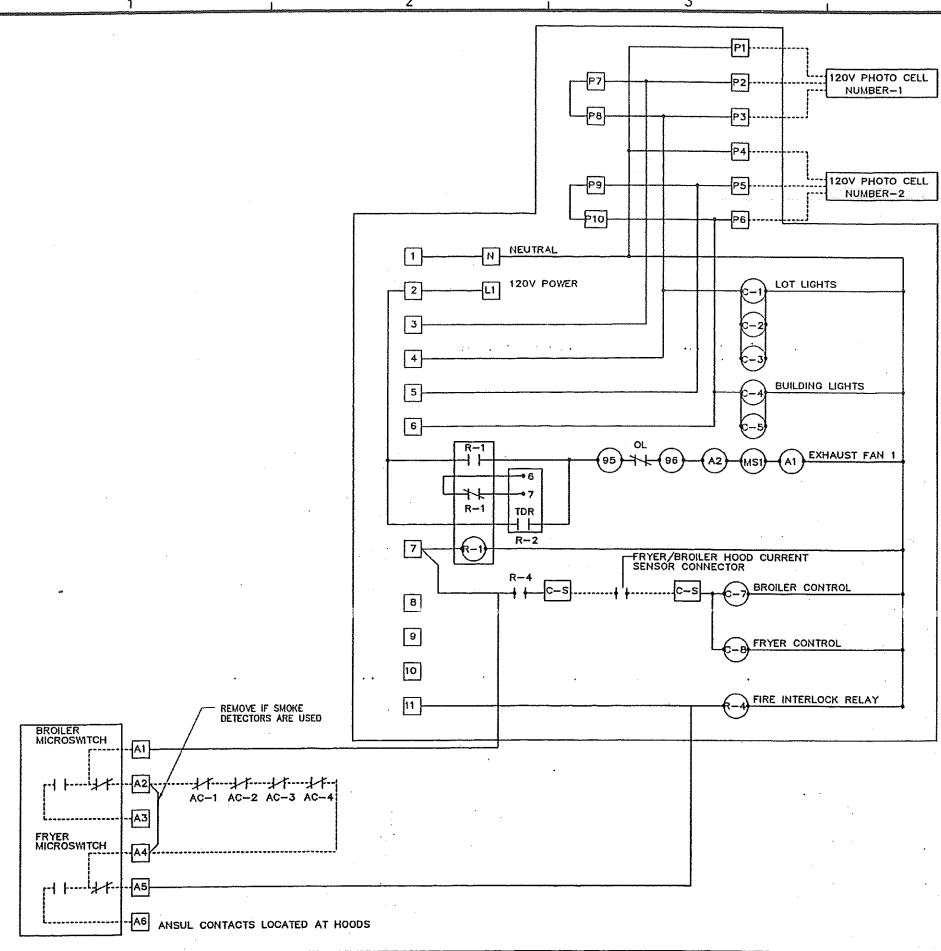 1 2 3
P1
120V PHOTO CELL
NUMBER-1
P7 P2
P8 P3
P4
120V PHOTO CELL
NUMBER-2
P9 P5
P10 P6
1 N NEUTRAL
2 L1 120V POWER
C-1 LOT LIGHTS
3 C-2
4 C-3
5 C-4 BUILDING LIGHTS
6 C-5
R-1 OL
95 96 A2 MS1 A1 EXHAUST FAN 1
6
7
R-1 TDR
R-2
7 R-1
FRYER/BROILER HOOD CURRENT
SENSOR CONNECTOR
R-4 C-S C-S C-7 BROILER CONTROL
8
9 C-8 FRYER CONTROL
10
11 R-4 FIRE INTERLOCK RELAY
REMOVE IF SMOKE
DETECTORS ARE USED
BROILER
MICROSWITCH
A1
A2
AC-1 AC-2 AC-3 AC-4
A3
FRYER
MICROSWITCH
A4
A5
A6 ANSUL CONTACTS LOCATED AT HOODS